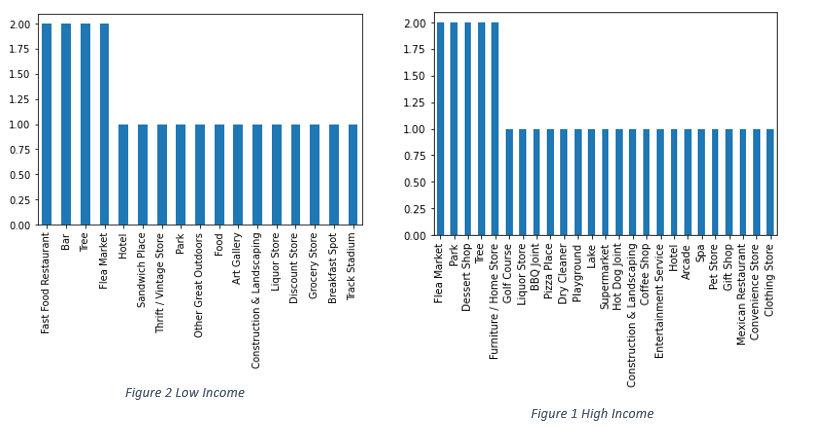 2.00
1.75
1.50
1.25
1.00
0.75
0.50
0.25
0.00
Fast Food Restaurant
Bar
Tree
Flea Market
Hotel
Sandwich Place
Thrift / Vintage Store
Park
Other Great Outdoors
Food
Art Gallery
Construction & Landscaping
Liquor Store
Discount Store
Grocery Store
Breakfast Spot
Track Stadium
Figure 2 Low Income
2.00
1.75
1.50
1.25
1.00
0.75
0.50
0.25
0.00
Flea Market
Park
Dessert Shop
Tree
Furniture / Home Store
Golf Course
Liquor Store
BBQ Joint
Pizza Place
Dry Cleaner
Playground
Lake
Supermarket
Hot Dog Joint
Construction & Landscaping
Coffee Shop
Entertainment Service
Hotel
Arcade
Spa
Pet Store
Gift Shop
Mexican Restaurant
Convenience Store
Clothing Store
Figure 1 High Income